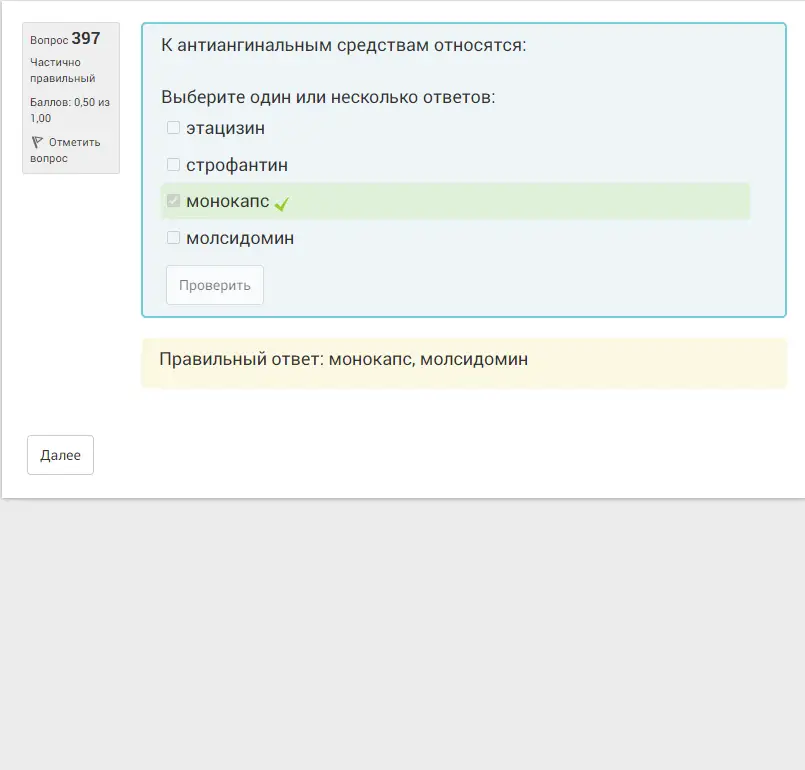 Вопрос 397
Частично
правильный
Баллов: 0,50 из
1,00
Отметить
вопрос
К антиангинальным средствам относятся:
Выберите один или несколько ответов:
этацизин
строфантин
монокапс
молсидомин
Проверить
Правильный ответ: монокапс, молсидомин
Далее